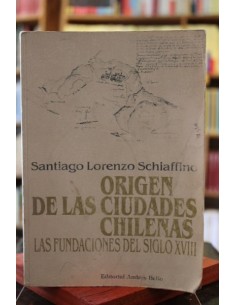 Santiago Lorenzo Schiaffino
ORIGEN
DE LAS CIUDADES
CHILENAS
LAS FUNDACIONES DEL SIGLO XVIII
Editorial Andrés Bello